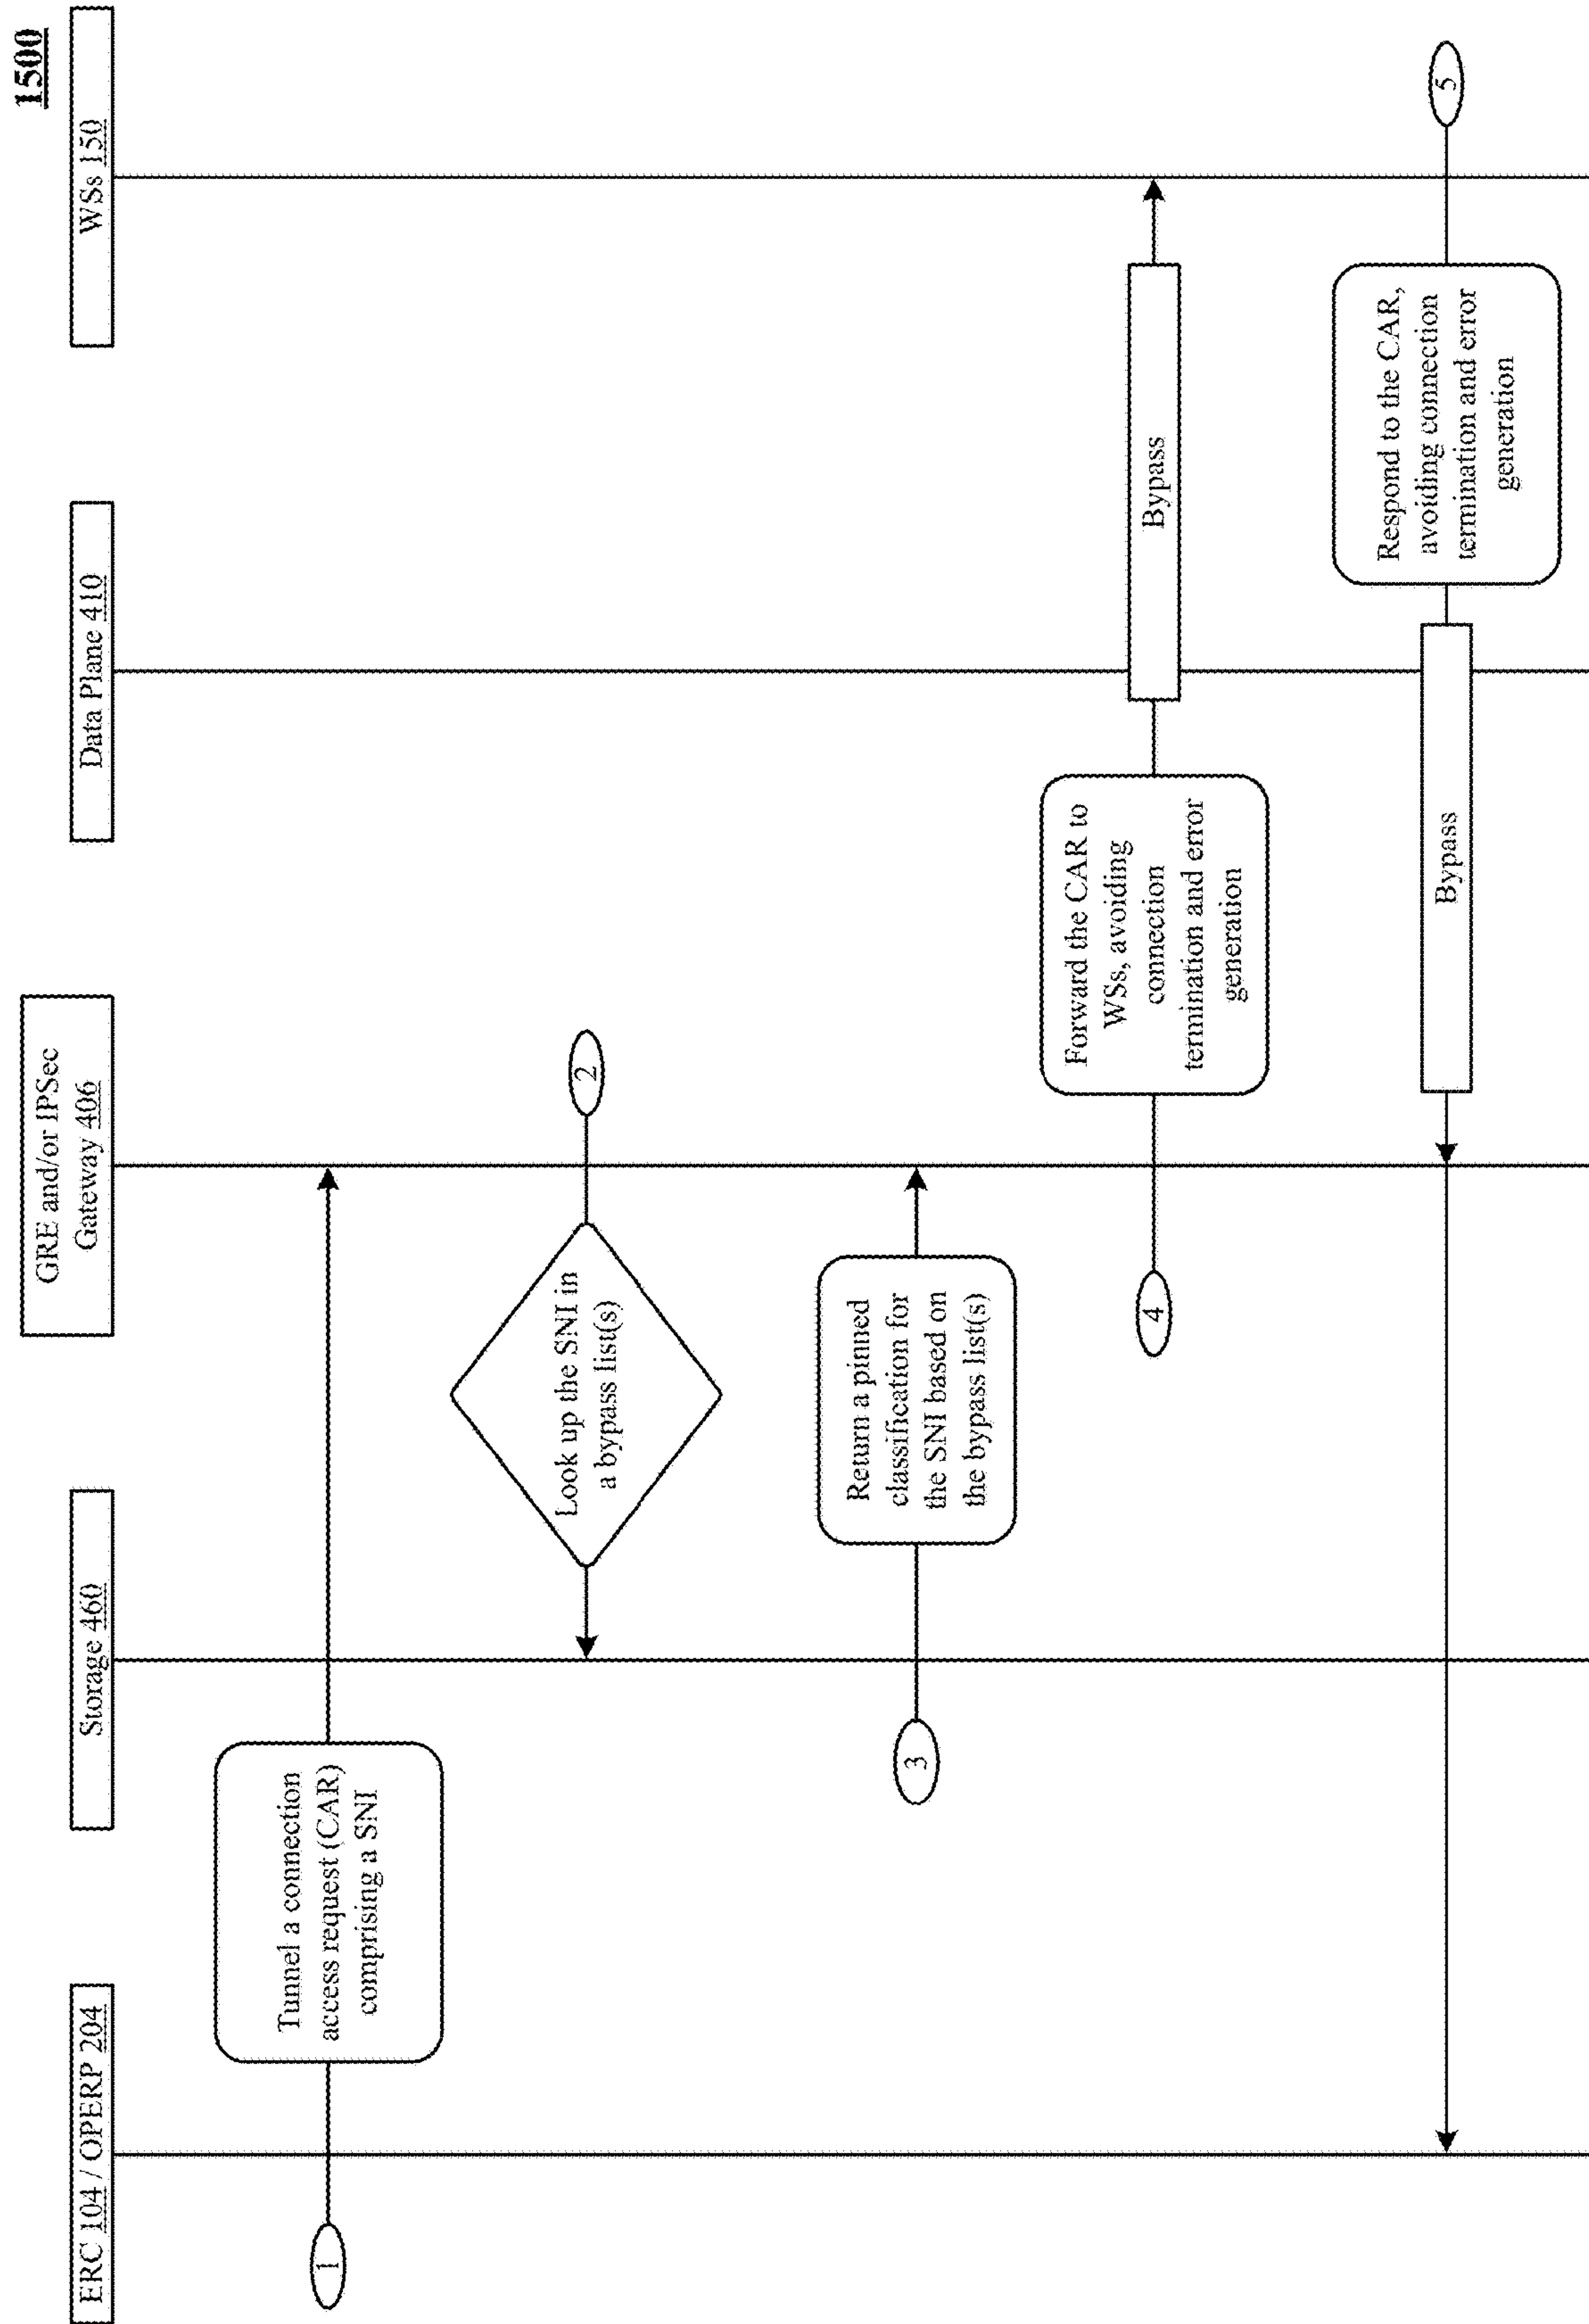 1500
ERC 104 / OPERP 204
Storage 460
GRE and/or IPSec
Gateway 406
Data Plane 410
WSs 150
1
Tunnel a connection
access request (CAR)
comprising a SNI
Look up the SNI in
a bypass list(s)
2
3
Return a pinned
classification for
the SNI based on
the bypass list(s)
4
Forward the CAR to
WSs, avoiding
connection
termination and error
generation
Bypass
Bypass
Respond to the CAR,
avoiding connection
termination and error
generation
5